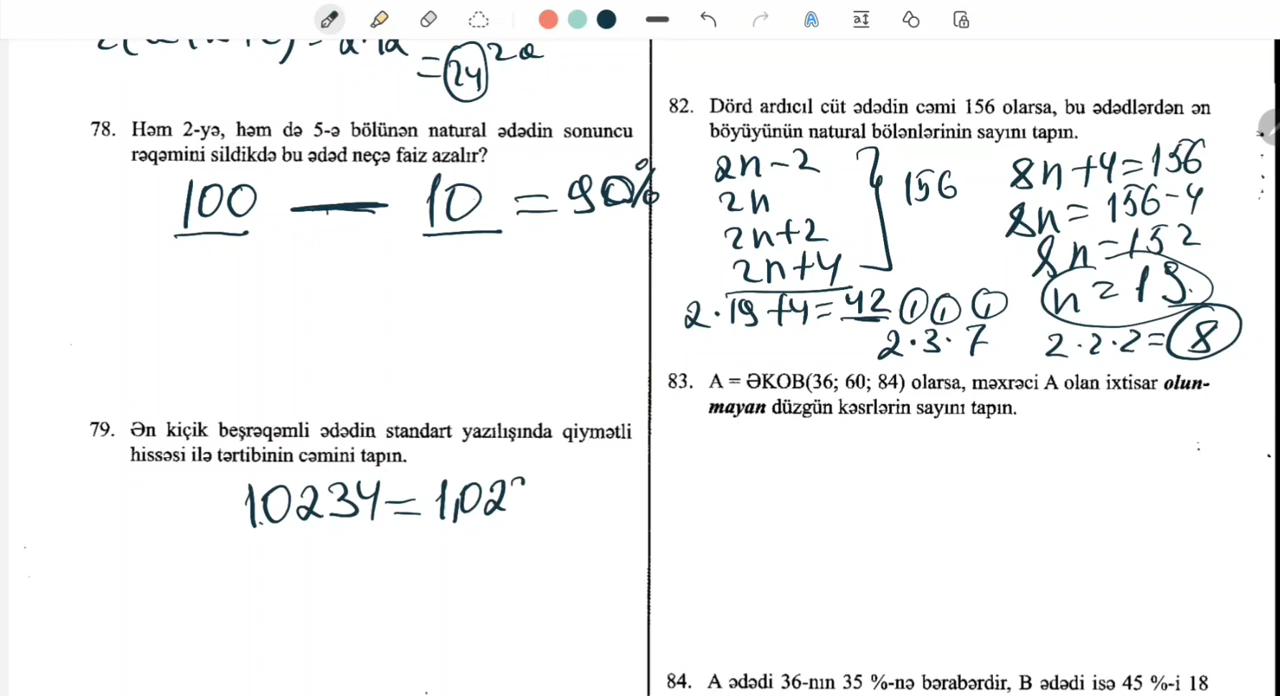 = 24
78. Həm 2-yə, həm də 5-ə bölünən natural ədədin sonuncu
rəqəmini sildikdə bu ədəd neçə faiz azalır?
100 — 10 = 90%
79. Ən kiçik beşrəqəmli ədədin standart yazılışında qiymətli
hissəsi ilə tərtibinin cəmini tapın.
10234 = 1,02
82. Dörd ardıcıl cüt ədədin cəmi 156 olarsa, bu ədədlərdən ən
böyüyünün natural bölənlərinin sayını tapın.
2n-2
2n
2n+2
2n+4
156
8n+4=156
8n=156-4
8n=152
n=19
2·19+4=42 1 1 1
2·3·7
2·2·2=8
83. A = ƏKOB(36; 60; 84) olarsa, məxrəci A olan ixtisar olun-
mayan düzgün kəsrlərin sayını tapın.
84. A ədədi 36-nın 35 %-nə bərabərdir, B ədədi isə 45 %-i 18